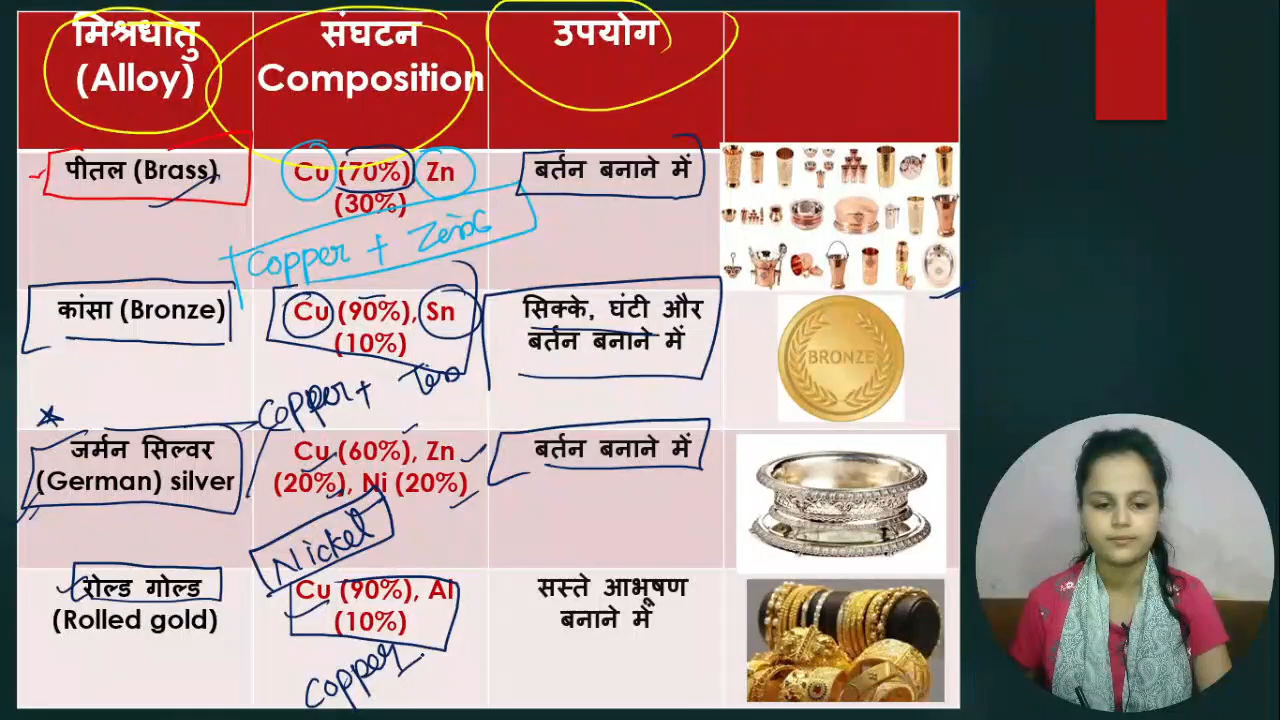 मिश्रधातु
(Alloy)
संघटन
Composition
उपयोग
पीतल (Brass)
Cu (70%) Zn
(30%)
बर्तन बनाने में
Copper + Zinc
कांसा (Bronze)
Cu (90%), Sn
(10%)
सिक्के, घंटी और
बर्तन बनाने में
BRONZE
Copper +
जर्मन सिल्वर
(German) silver
Cu (60%), Zn
(20%), Ni (20%)
बर्तन बनाने में
Nickel
रोल्ड गोल्ड
(Rolled gold)
Cu (90%), Al
(10%)
सस्ते आभूषण
बनाने में
Copper